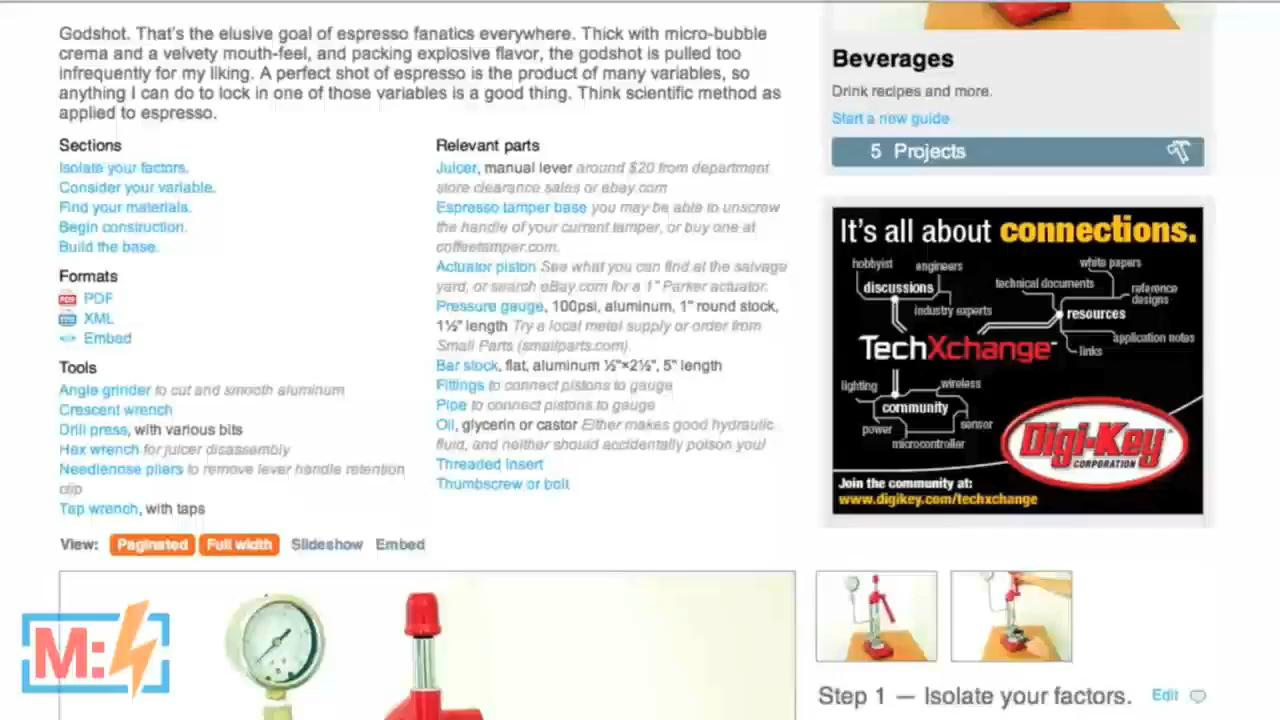 Godshot. That's the elusive goal of espresso fanatics everywhere. Thick with micro-bubble
crema and a velvety mouth-feel, and packing explosive flavor, the godshot is pulled too
infrequently for my liking. A perfect shot of espresso is the product of many variables, so
anything I can do to lock in one of those variables is a good thing. Think scientific method as
applied to espresso.
Sections
Isolate your factors.
Consider your variable.
Find your materials.
Begin construction.
Build the base.
Formats
PDF
XML
Embed
Tools
Angle grinder to cut and smooth aluminum
Crescent wrench
Drill press, with various bits
Hex wrench for juicer disassembly
Needlenose pliers to remove lever handle retention
clip
Tap wrench, with taps
Relevant parts
Juicer, manual lever around $20 from department
store clearance sales or ebay.com
Espresso tamper base you may be able to unscrew
the handle of your current tamper, or buy one at
coffeetamper.com.
Actuator piston See what you can find at the salvage
yard, or search eBay.com for a 1" Parker actuator.
Pressure gauge, 100psi, aluminum, 1" round stock,
1½" length Try a local metal supply or order from
Small Parts (smallparts.com).
Bar stock, flat, aluminum ½"×2½", 5" length
Fittings to connect pistons to gauge
Pipe to connect pistons to gauge
Oil, glycerin or castor Either makes good hydraulic
fluid, and neither should accidentally poison you!
Threaded insert
Thumbscrew or bolt
View: Paginated Full width Slideshow Embed
M:
Beverages
Drink recipes and more.
Start a new guide
5 Projects
It's all about connections.
hobbyist
engineers
discussions
industry experts
white papers
technical documents
reference
designs
resources
application notes
links
TechXchange
lighting
wireless
community
power
sensor
microcontroller
Digi-Key
CORPORATION
Join the community at:
www.digikey.com/techxchange
Step 1 — Isolate your factors. Edit